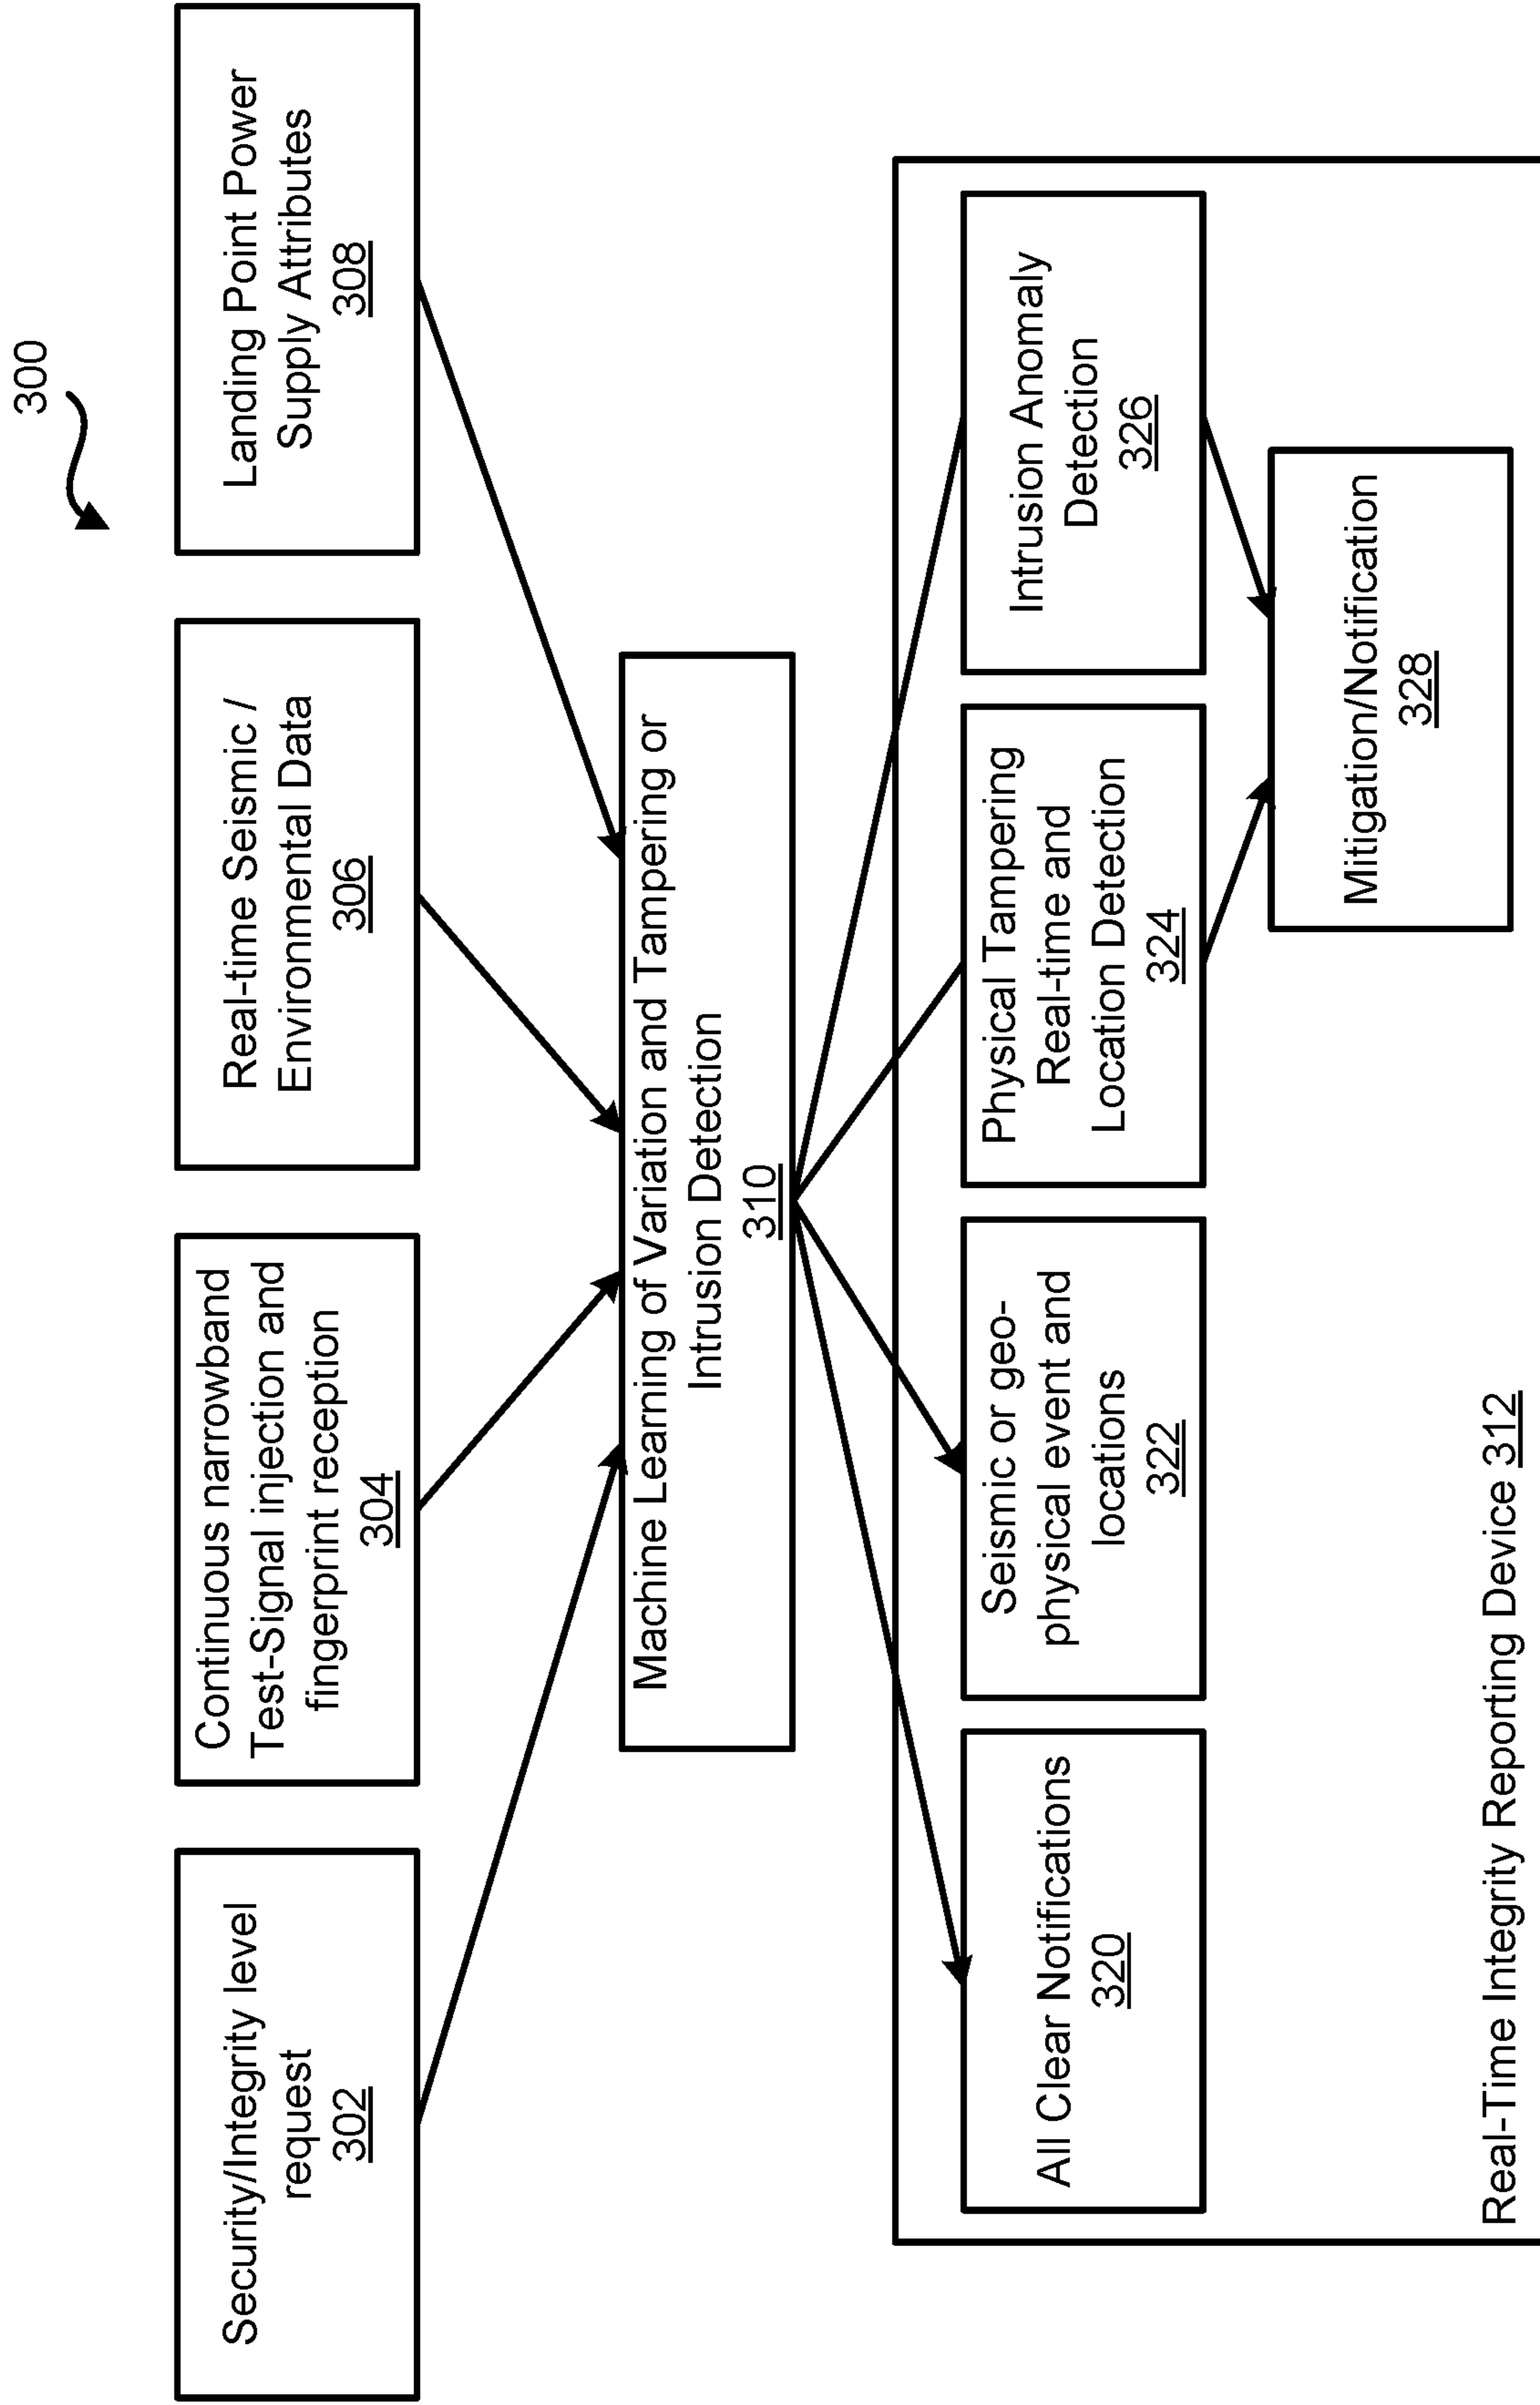 300
Security/Integrity level
request
302
Continuous narrowband
Test-Signal injection and
fingerprint reception
304
Real-time Seismic /
Environmental Data
306
Landing Point Power
Supply Attributes
308
Machine Learning of Variation and Tampering or
Intrusion Detection
310
All Clear Notifications
320
Seismic or geo-
physical event and
locations
322
Physical Tampering
Real-time and
Location Detection
324
Intrusion Anomaly
Detection
326
Mitigation/Notification
328
Real-Time Integrity Reporting Device 312